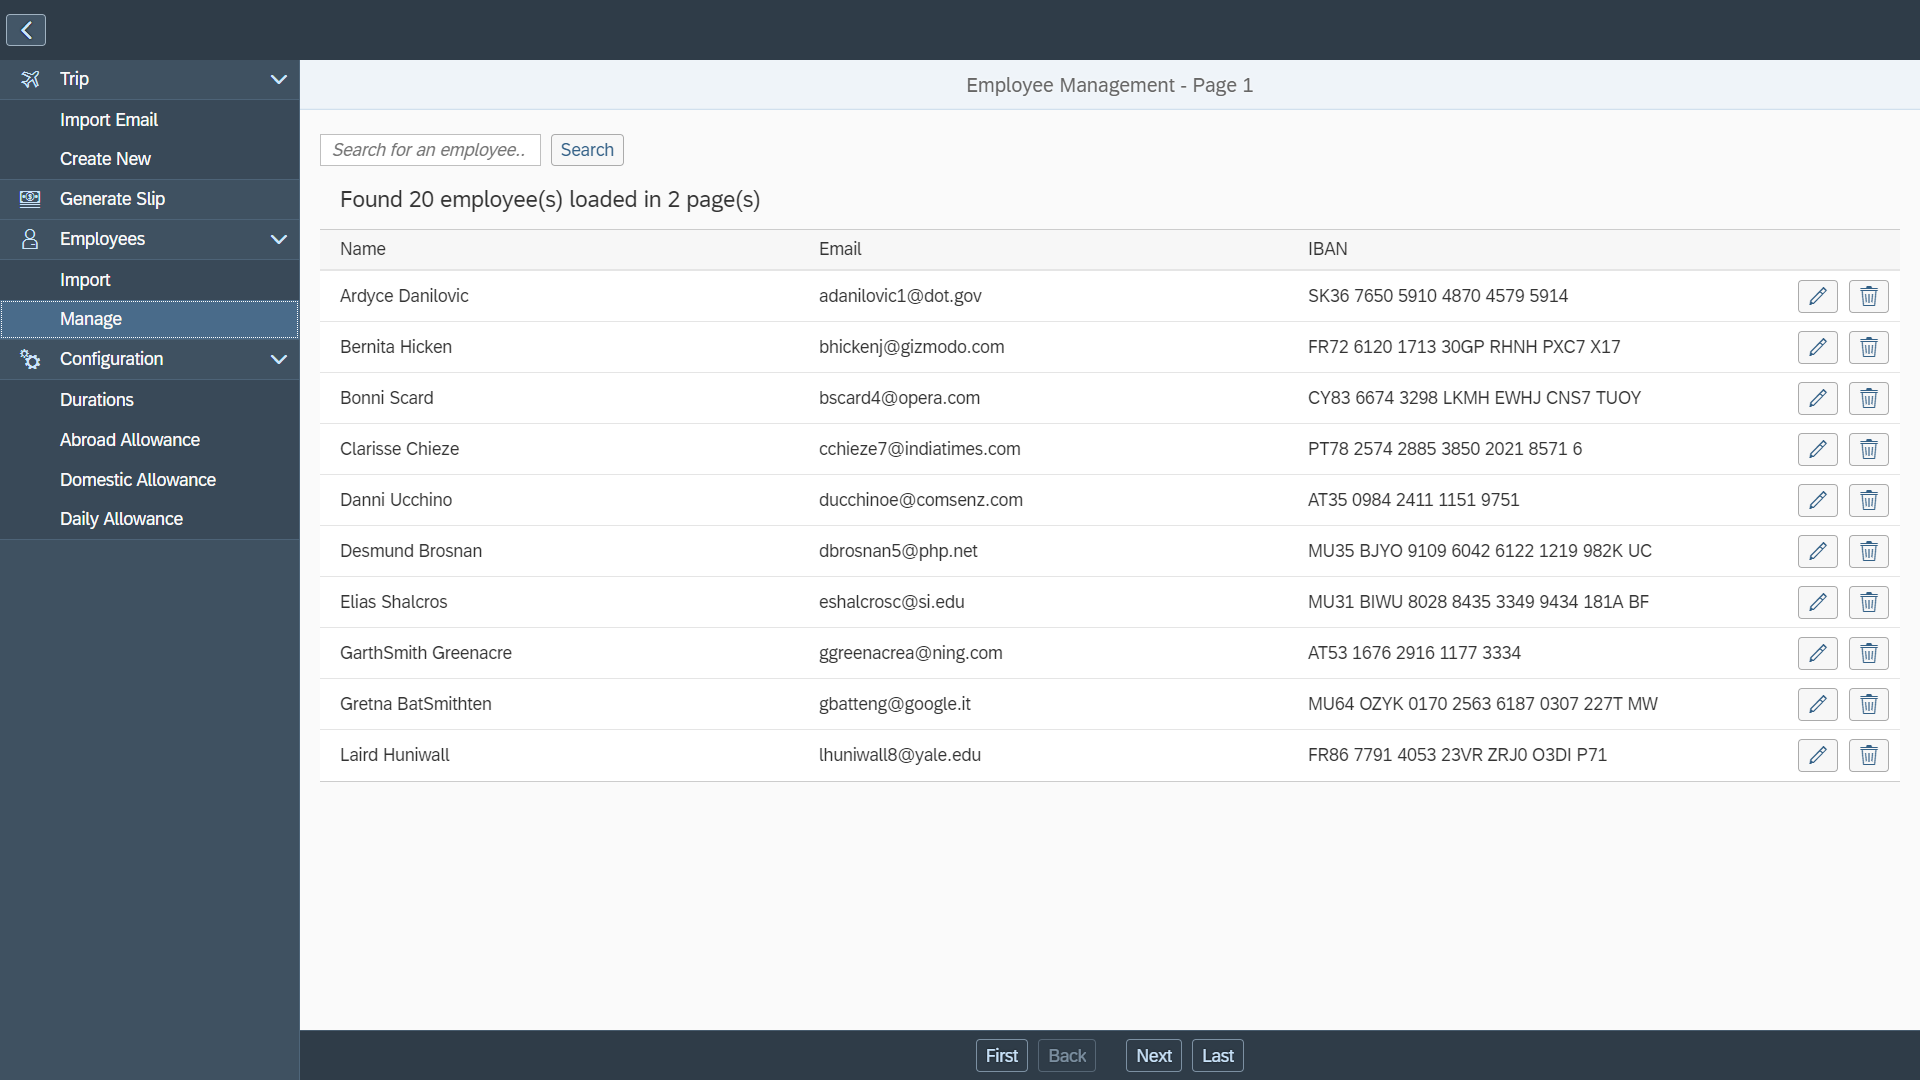 Trip
Import Email
Create New
Generate Slip
Employees
Import
Manage
Configuration
Durations
Abroad Allowance
Domestic Allowance
Daily Allowance
Employee Management - Page 1
Search for an employee.. Search
Found 20 employee(s) loaded in 2 page(s)
Name Email IBAN
Ardyce Danilovic adanilovic1@dot.gov SK36 7650 5910 4870 4579 5914
Bernita Hicken bhickenj@gizmodo.com FR72 6120 1713 30GP RHNH PXC7 X17
Bonni Scard bscard4@opera.com CY83 6674 3298 LKMH EWHJ CNS7 TUOY
Clarisse Chieze cchieze7@indiatimes.com PT78 2574 2885 3850 2021 8571 6
Danni Ucchino ducchinoe@comsenz.com AT35 0984 2411 1151 9751
Desmund Brosnan dbrosnan5@php.net MU35 BJYO 9109 6042 6122 1219 982K UC
Elias Shalcros eshalcrosc@si.edu MU31 BIWU 8028 8435 3349 9434 181A BF
GarthSmith Greenacre ggreenacrea@ning.com AT53 1676 2916 1177 3334
Gretna BatSmithten gbatteng@google.it MU64 OZYK 0170 2563 6187 0307 227T MW
Laird Huniwall lhuniwall8@yale.edu FR86 7791 4053 23VR ZRJ0 O3DI P71
First Back Next Last